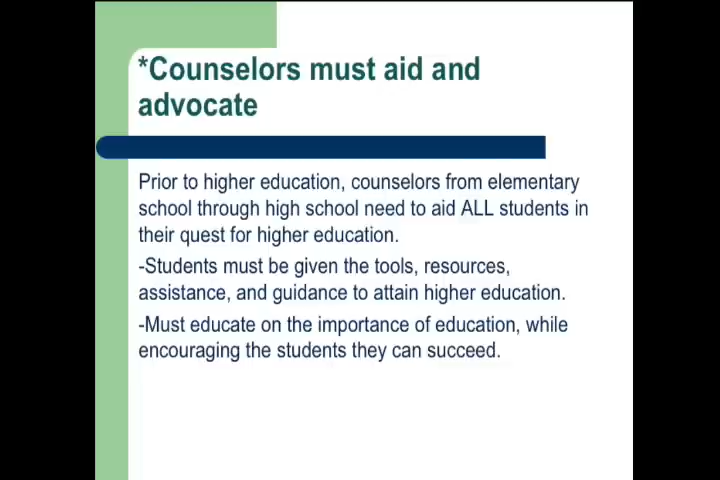 *Counselors must aid and
advocate
Prior to higher education, counselors from elementary
school through high school need to aid ALL students in
their quest for higher education.
-Students must be given the tools, resources,
assistance, and guidance to attain higher education.
-Must educate on the importance of education, while
encouraging the students they can succeed.